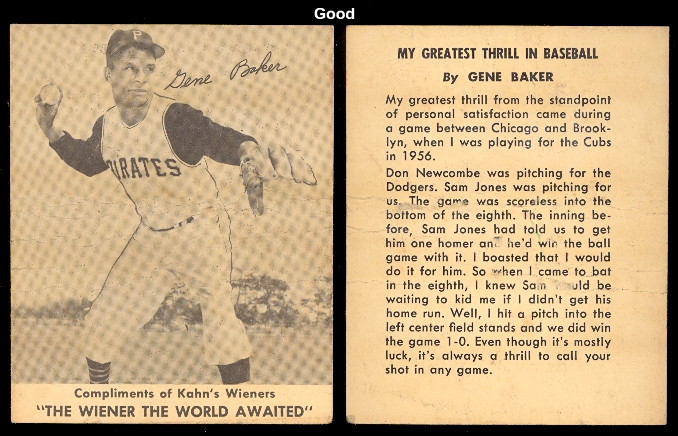 Good
P
Gene Baker
PIRATES
Compliments of Kahn's Wieners
"THE WIENER THE WORLD AWAITED"
MY GREATEST THRILL IN BASEBALL
By GENE BAKER
My greatest thrill from the standpoint
of personal satisfaction came during
a game between Chicago and Brook-
lyn, when I was playing for the Cubs
in 1956.
Don Newcombe was pitching for the
Dodgers. Sam Jones was pitching for
us. The game was scoreless into the
bottom of the eighth. The inning be-
fore, Sam Jones had told us to get
him one homer and he'd win the ball
game with it. I boasted that I would
do it for him. So when I came to bat
in the eighth, I knew Sam would be
waiting to kid me if I didn't get his
home run. Well, I hit a pitch into the
left center field stands and we did win
the game 1-0. Even though it's mostly
luck, it's always a thrill to call your
shot in any game.